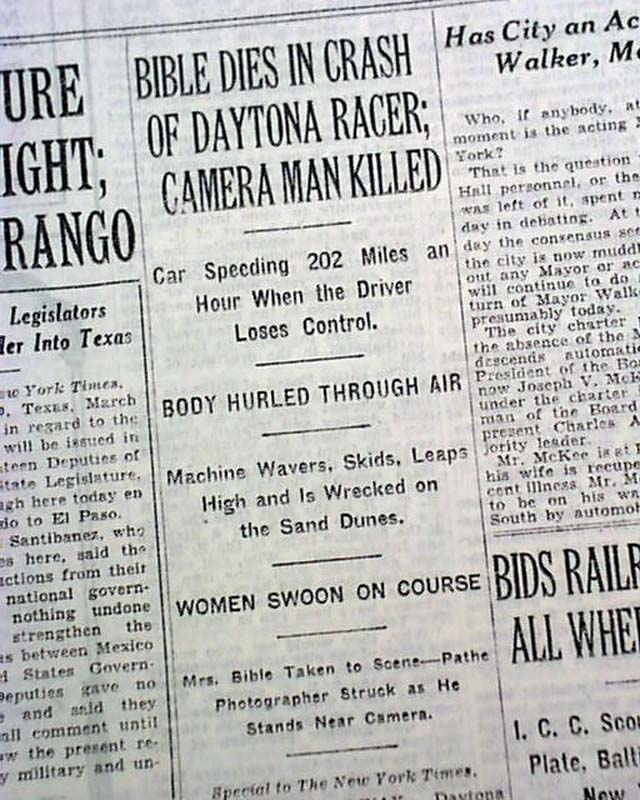 URE
IGHT;
RANGO
Legislators
ler Into Texas
ew York Times.
o, Texas, March
in regard to the
will be issued in
teen Deputies of
State Legislature,
ugh here today en
do to El Paso.
Santibanez, who
es here, said the
uctions from their
national govern-
nothing undone
strengthen the
as between Mexico
d States Govern-
Deputies gave no
e and said they
all comment until
ow the present re-
y military and un-
BIBLE DIES IN CRASH
OF DAYTONA RACER;
CAMERA MAN KILLED
Car Speeding 202 Miles an
Hour When the Driver
Loses Control.
BODY HURLED THROUGH AIR
Machine Wavers, Skids, Leaps
High and Is Wrecked on
the Sand Dunes.
WOMEN SWOON ON COURSE
Mrs. Bible Taken to Scene—Pathe
Photographer Struck as He
Stands Near Camera.
Special to The New York Times.
Daytona
Has City an Ac
Walker, M
Who, if anybody, a
moment is the acting
York?
That is the question
Hall personnel, or the
was left of it, spent
day in debating. At
day the consensus see
the city is now muddl
out any Mayor or ac
will continue to do
turn of Mayor Walk
presumably today.
The city charter
the absence of the
descends automati
President of the Boa
now Joseph V. McK
under the charter
man of the Board
present Charles A
jority leader.
Mr. McKee is at
his wife is recupe
cent illness. Mr. M
to be on his wa
South by automob
BIDS RAILR
ALL WHE
I. C. C. Scou
Plate, Balti
New